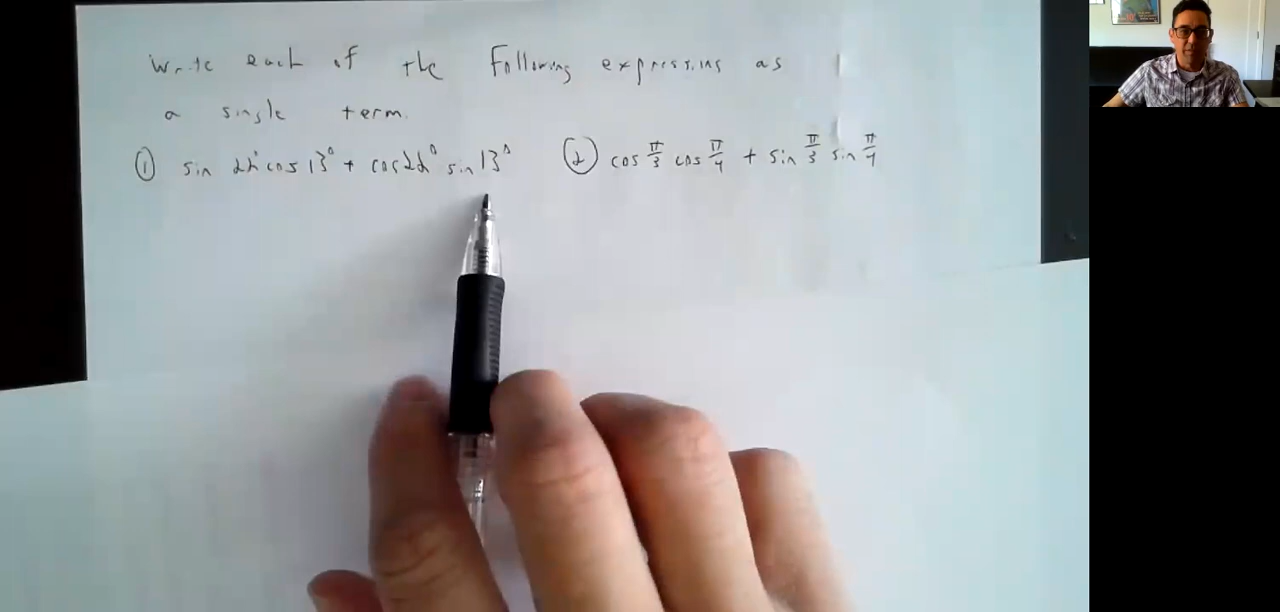 Write each of the following expressions as
a single term.
① sin 22° cos 13° + cos 22° sin 13° ② cos π/3 cos π/4 + sin π/3 sin π/4